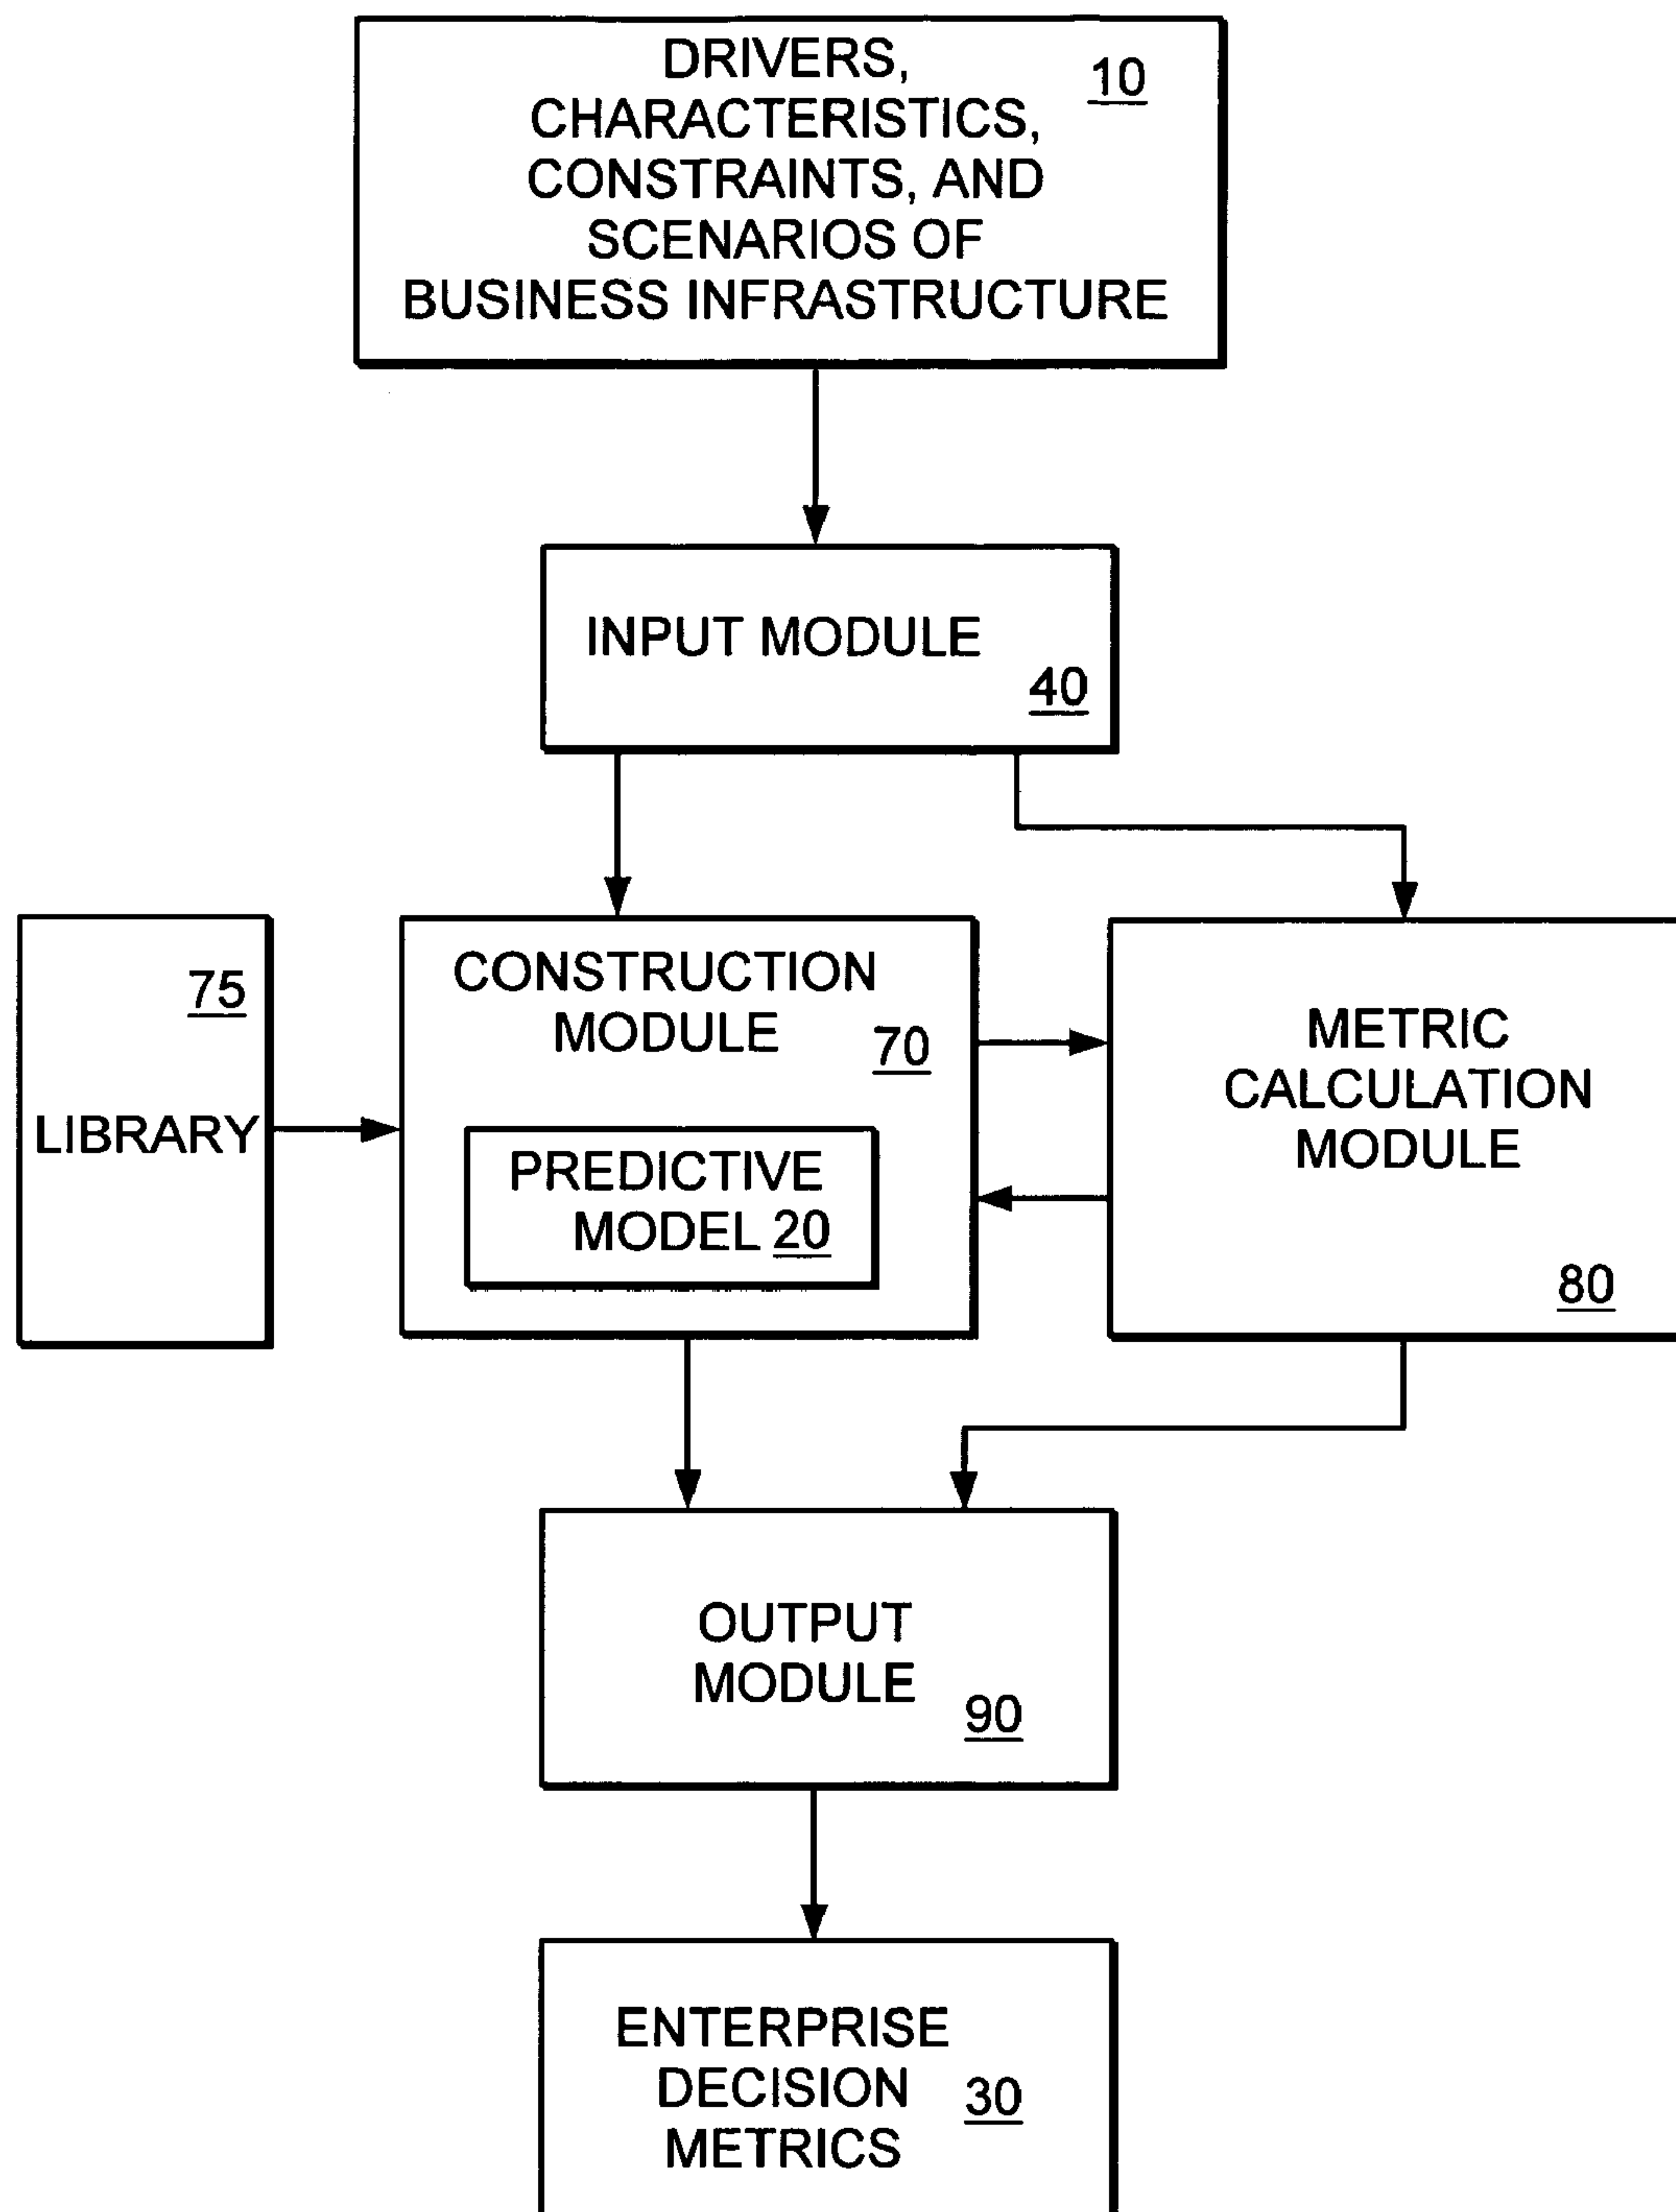 DRIVERS,
10
CHARACTERISTICS,
CONSTRAINTS, AND
SCENARIOS OF
BUSINESS INFRASTRUCTURE
INPUT MODULE
40
75
LIBRARY
CONSTRUCTION
MODULE
70
PREDICTIVE
MODEL 20
METRIC
CALCULATION
MODULE
80
OUTPUT
MODULE
90
ENTERPRISE
DECISION
30
METRICS